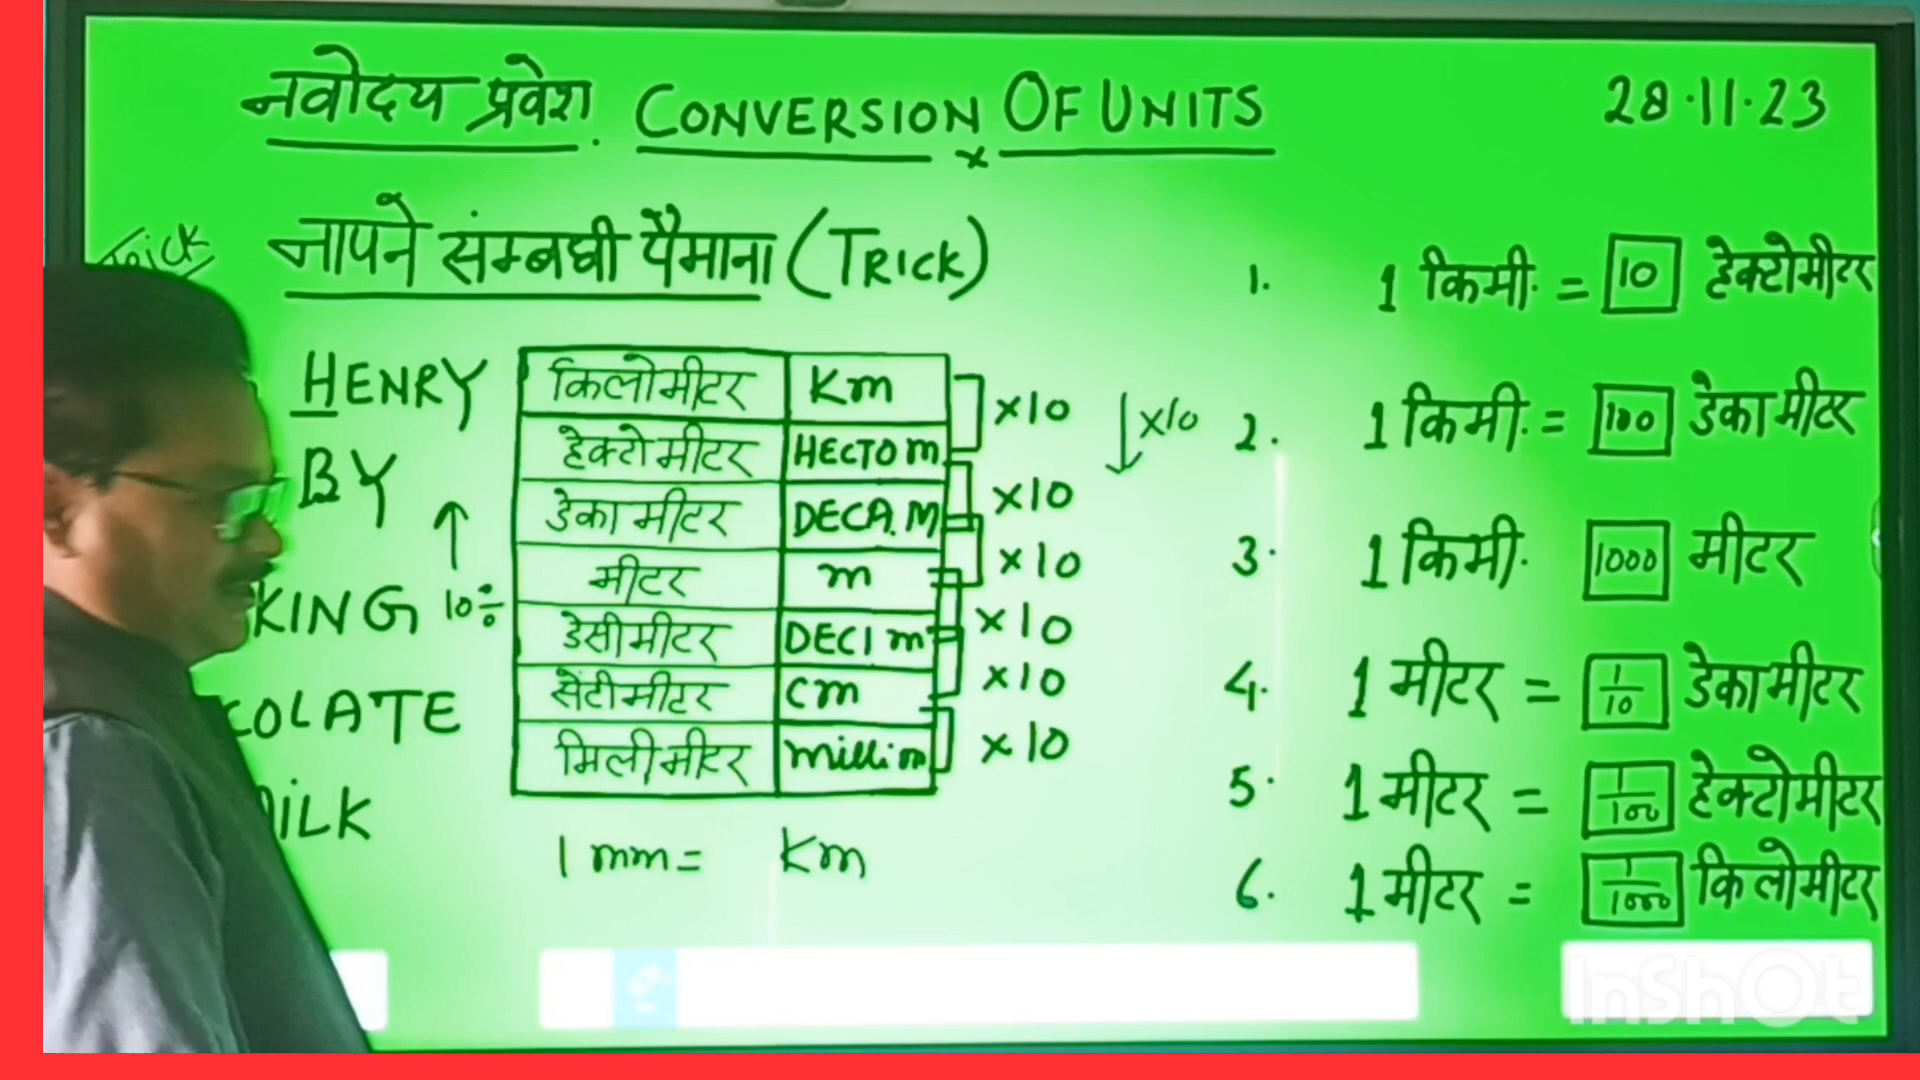 नवोदय प्रवेश. CONVERSION OF UNITS
28.11.23
Trick
नापने संम्बधी पैमाना (TRICK)
HENRY
BY
KING 10÷
COLATE
MILK
किलोमीटर Km
हेक्टोमीटर HECTO m
डेकामीटर DECA.M
मीटर m
डेसीमीटर DECI m
सेंटीमीटर Cm
मिलीमीटर milli m
×10
×10
×10
×10
×10
×10
↓×10
1 mm = Km
1. 1 किमी. = 10 हेक्टोमीटर
2. 1 किमी. = 100 डेकामीटर
3. 1 किमी. 1000 मीटर
4. 1 मीटर = 1/10 डेकामीटर
5. 1 मीटर = 1/100 हेक्टोमीटर
6. 1 मीटर = 1/1000 किलोमीटर
InShOt